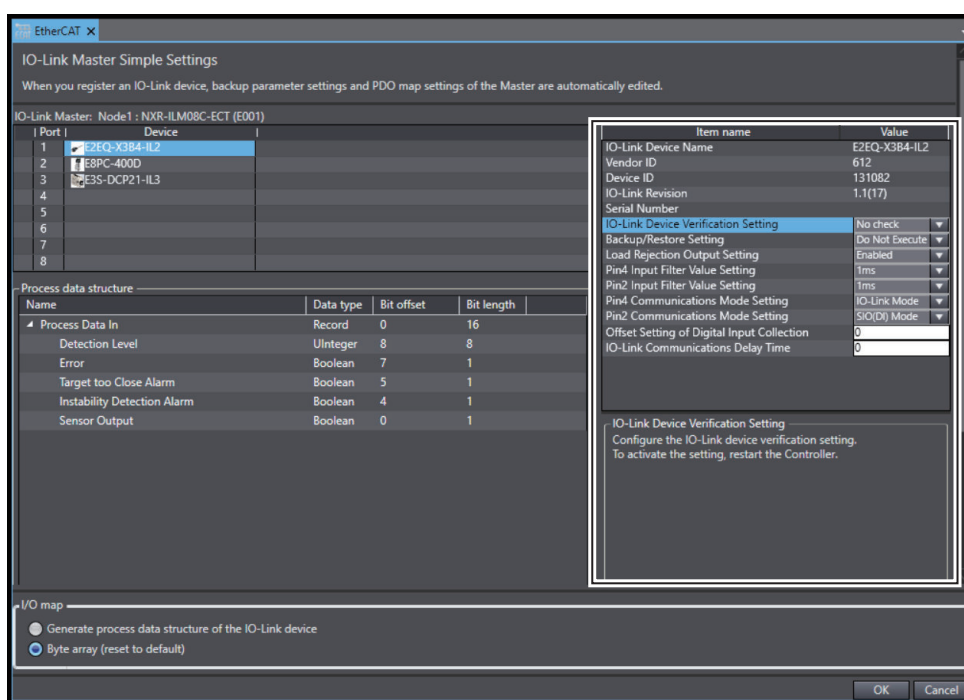 EtherCAT
IO-Link Master Simple Settings
When you register an IO-Link device, backup parameter settings and PDO map settings of the Master are automatically edited.
IO-Link Master: Node1 : NXR-ILM08C-ECT (E001)
Port Device
1 E2EQ-X3B4-IL2
2 E8PC-400D
3 E3S-DCP21-IL3
4
5
6
7
8
Process data structure
Name Data type Bit offset Bit length
Process Data In Record 0 16
Detection Level UInteger 8 8
Error Boolean 7 1
Target too Close Alarm Boolean 5 1
Instability Detection Alarm Boolean 4 1
Sensor Output Boolean 0 1
Item name Value
IO-Link Device Name E2EQ-X3B4-IL2
Vendor ID 612
Device ID 131082
IO-Link Revision 1.1(17)
Serial Number
IO-Link Device Verification Setting No check
Backup/Restore Setting Do Not Execute
Load Rejection Output Setting Enabled
Pin4 Input Filter Value Setting 1ms
Pin2 Input Filter Value Setting 1ms
Pin4 Communications Mode Setting IO-Link Mode
Pin2 Communications Mode Setting SIO(DI) Mode
Offset Setting of Digital Input Collection 0
IO-Link Communications Delay Time 0
IO-Link Device Verification Setting
Configure the IO-Link device verification setting.
To activate the setting, restart the Controller.
I/O map
Generate process data structure of the IO-Link device
Byte array (reset to default)
OK Cancel